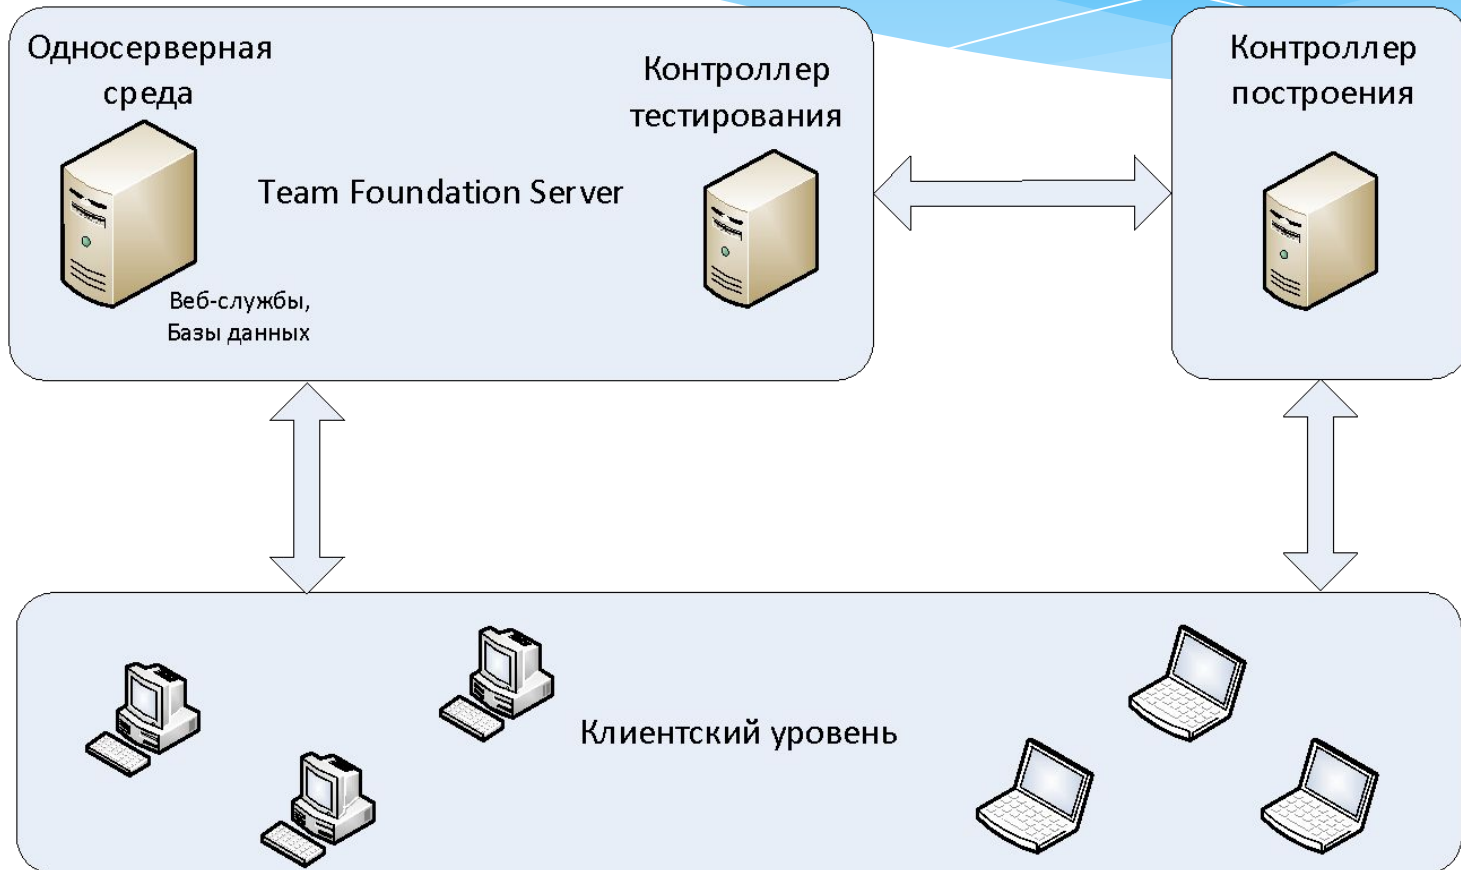 Односерверная
среда
Team Foundation Server
Веб-службы,
Базы данных
Контроллер
тестирования
Контроллер
построения
Клиентский уровень